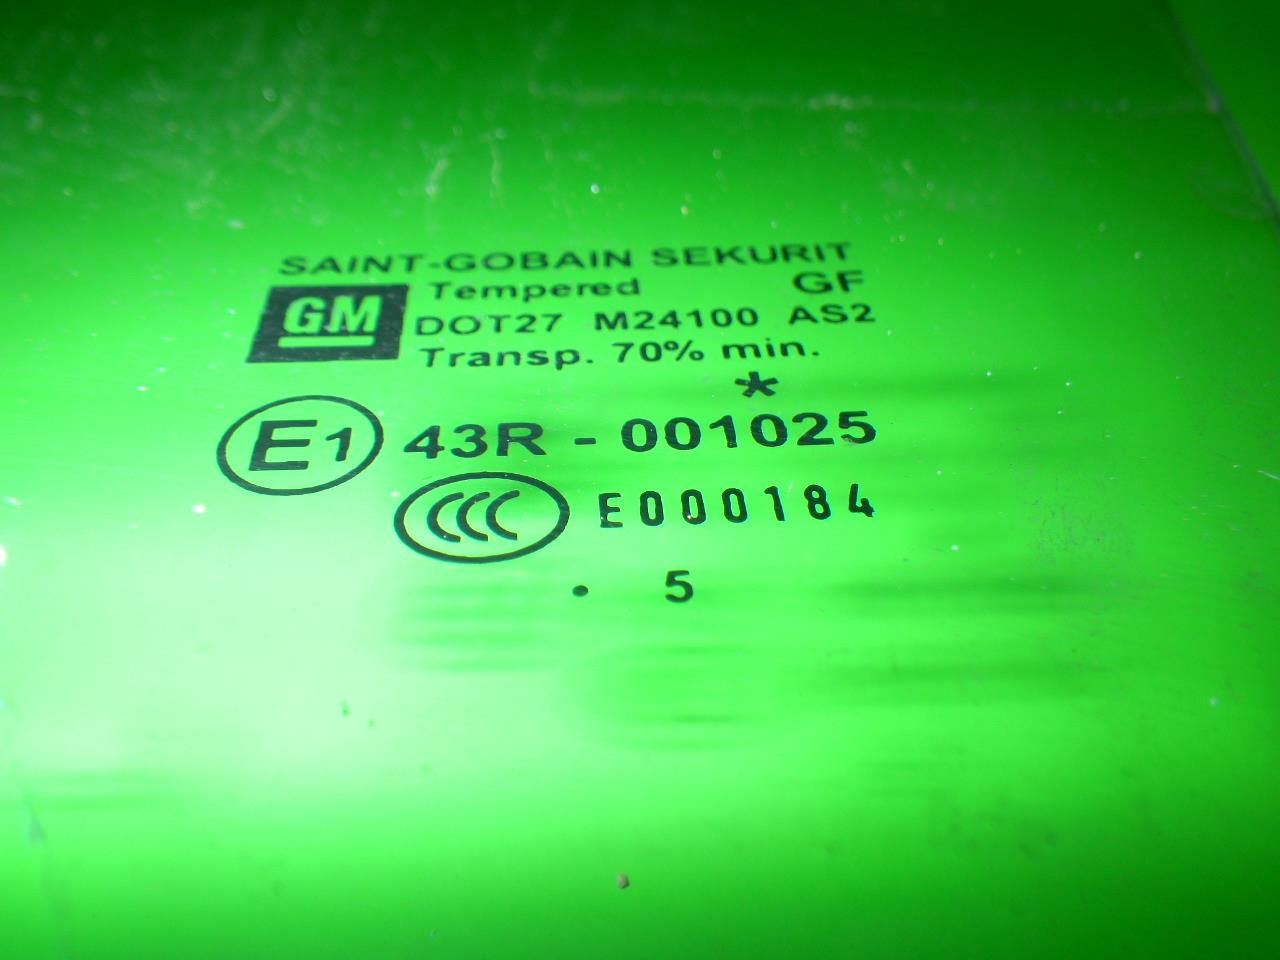 SAINT-GOBAIN SEKURIT
GM Tempered GF
DOT27 M24100 AS2
Transp. 70% min.
*
E1 43R - 001025
CCC E000184
. 5